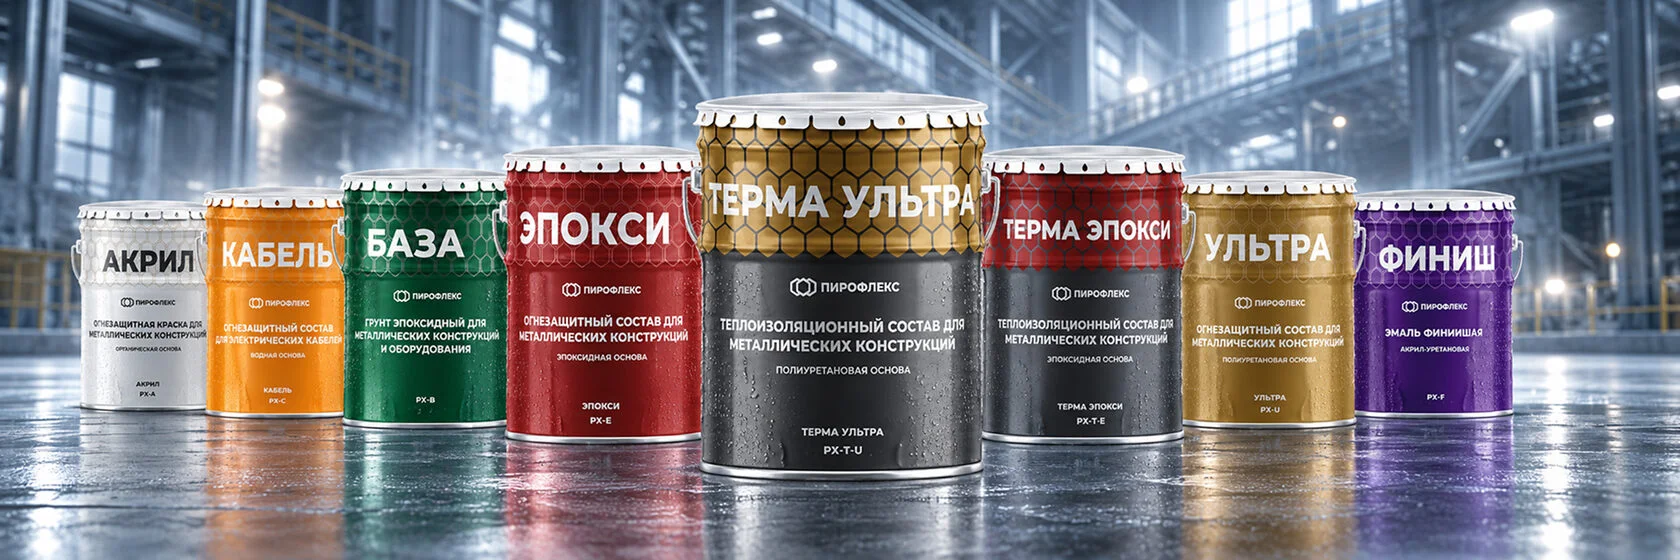 АКРИЛ
ПИРОФЛЕКС
ОГНЕЗАЩИТНАЯ КРАСКА ДЛЯ
МЕТАЛЛИЧЕСКИХ КОНСТРУКЦИЙ
ОРГАНИЧЕСКАЯ ОСНОВА
АКРИЛ
PX-A
КАБЕЛЬ
ПИРОФЛЕКС
ОГНЕЗАЩИТНЫЙ СОСТАВ
ДЛЯ ЭЛЕКТРИЧЕСКИХ КАБЕЛЕЙ
ВОДНАЯ ОСНОВА
КАБЕЛЬ
PX-C
БАЗА
ПИРОФЛЕКС
ГРУНТ ЭПОКСИДНЫЙ ДЛЯ
МЕТАЛЛИЧЕСКИХ КОНСТРУКЦИЙ
И ОБОРУДОВАНИЯ
PX-B
ЭПОКСИ
ПИРОФЛЕКС
ОГНЕЗАЩИТНЫЙ СОСТАВ ДЛЯ
МЕТАЛЛИЧЕСКИХ КОНСТРУКЦИЙ
ЭПОКСИДНАЯ ОСНОВА
ЭПОКСИ
PX-E
ТЕРМА УЛЬТРА
ПИРОФЛЕКС
ТЕПЛОИЗОЛЯЦИОННЫЙ СОСТАВ ДЛЯ
МЕТАЛЛИЧЕСКИХ КОНСТРУКЦИЙ
ПОЛИУРЕТАНОВАЯ ОСНОВА
ТЕРМА УЛЬТРА
PX-T-U
ТЕРМА ЭПОКСИ
ПИРОФЛЕКС
ТЕПЛОИЗОЛЯЦИОННЫЙ СОСТАВ ДЛЯ
МЕТАЛЛИЧЕСКИХ КОНСТРУКЦИЙ
ЭПОКСИДНАЯ ОСНОВА
ТЕРМА ЭПОКСИ
PX-T-E
УЛЬТРА
ПИРОФЛЕКС
ОГНЕЗАЩИТНЫЙ СОСТАВ ДЛЯ
МЕТАЛЛИЧЕСКИХ КОНСТРУКЦИЙ
ПОЛИУРЕТАНОВАЯ ОСНОВА
УЛЬТРА
PX-U
ФИНИШ
ПИРОФЛЕКС
ЭМАЛЬ ФИНИШАЯ
АКРИЛ-УРЕТАНОВАЯ
PX-F